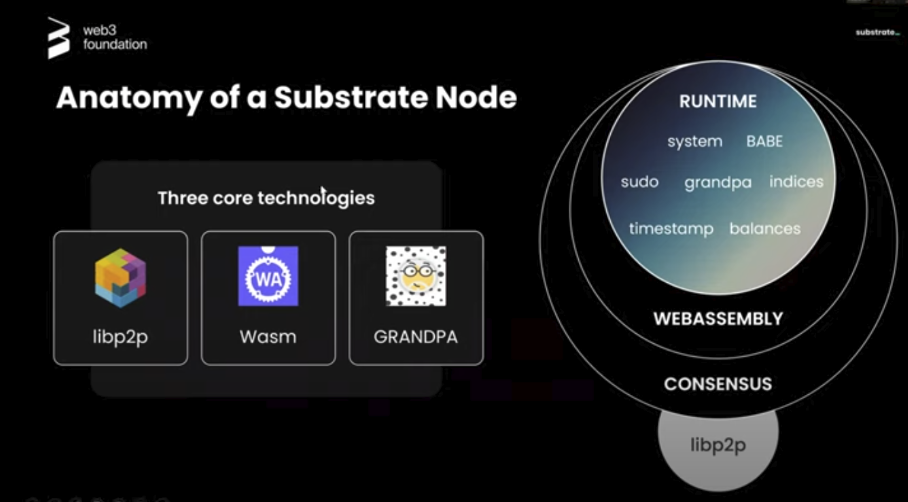 web3
foundation
substrate_
Anatomy of a Substrate Node
Three core technologies
libp2p
WA
Wasm
GRANDPA
RUNTIME
system BABE
sudo grandpa indices
timestamp balances
WEBASSEMBLY
CONSENSUS
libp2p